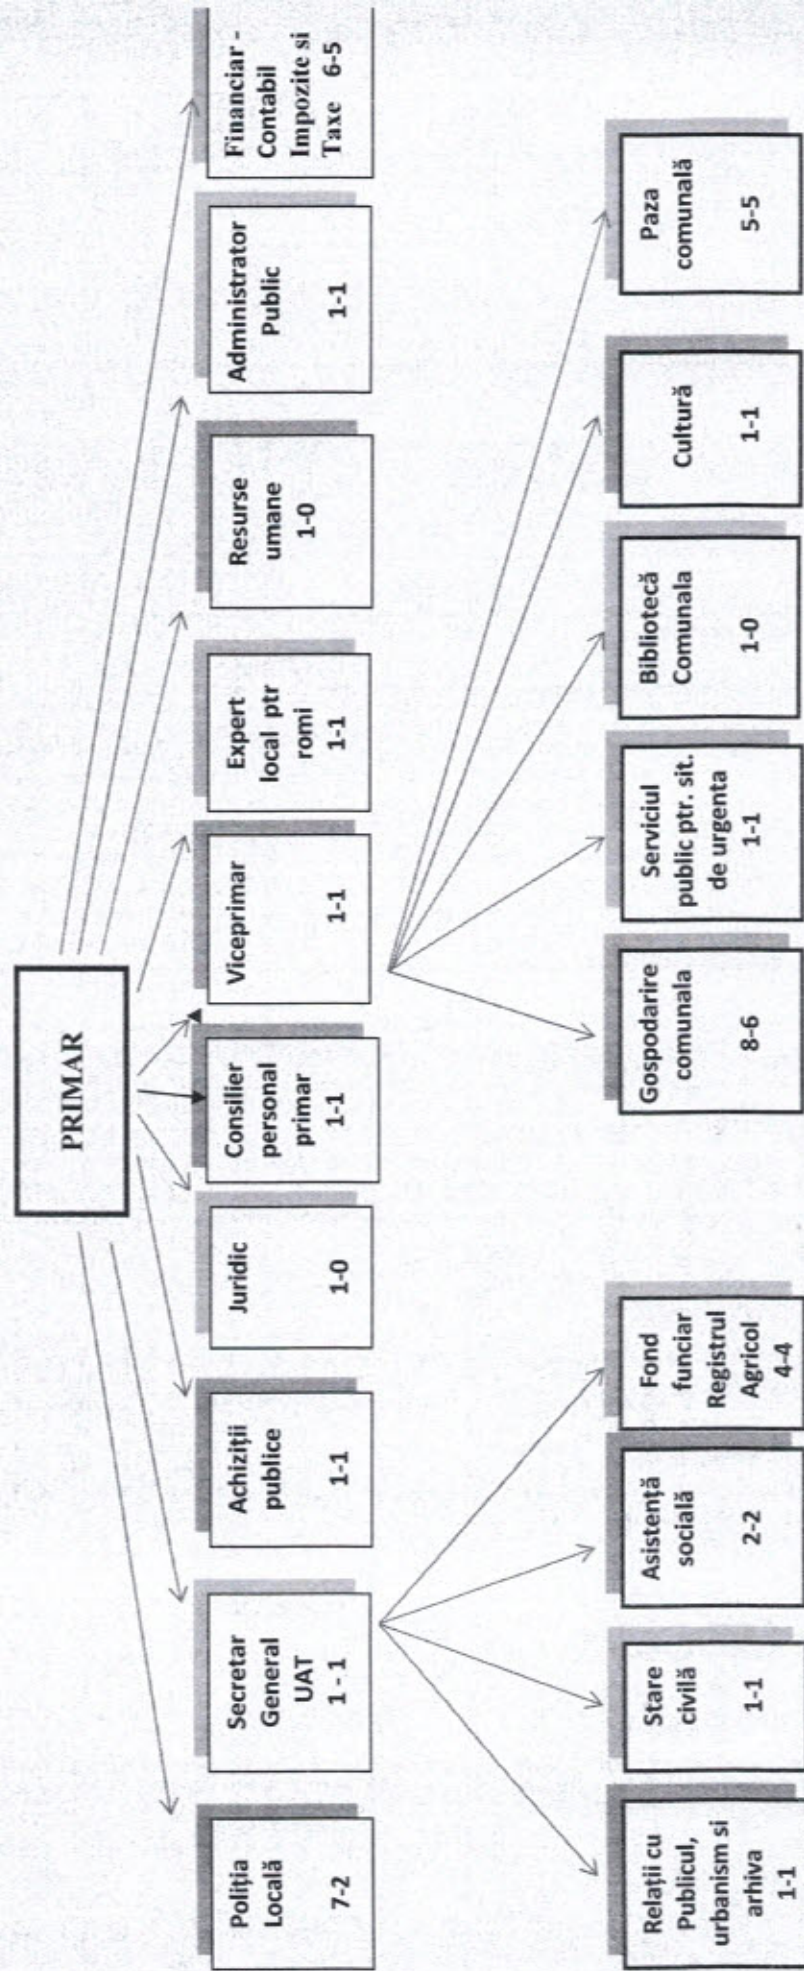 PRIMAR
Poliția
Locală
7-2
Secretar
General
UAT
1 - 1
Achiziții
publice
1-1
Juridic
1-0
Consilier
personal
primar
1-1
Viceprimar
1-1
Expert
local ptr
romi
1-1
Resurse
umane
1-0
Administrator
Public
1-1
Financiar -
Contabil
Impozite si
Taxe 6-5
Relații cu
Publicul,
urbanism si
arhiva
1-1
Stare
civilă
1-1
Asistență
socială
2-2
Fond
funciar
Registrul
Agricol
4-4
Gospodarire
comunala
8-6
Serviciul
public ptr. sit.
de urgenta
1-1
Bibliotecă
Comunala
1-0
Cultură
1-1
Paza
comunală
5-5